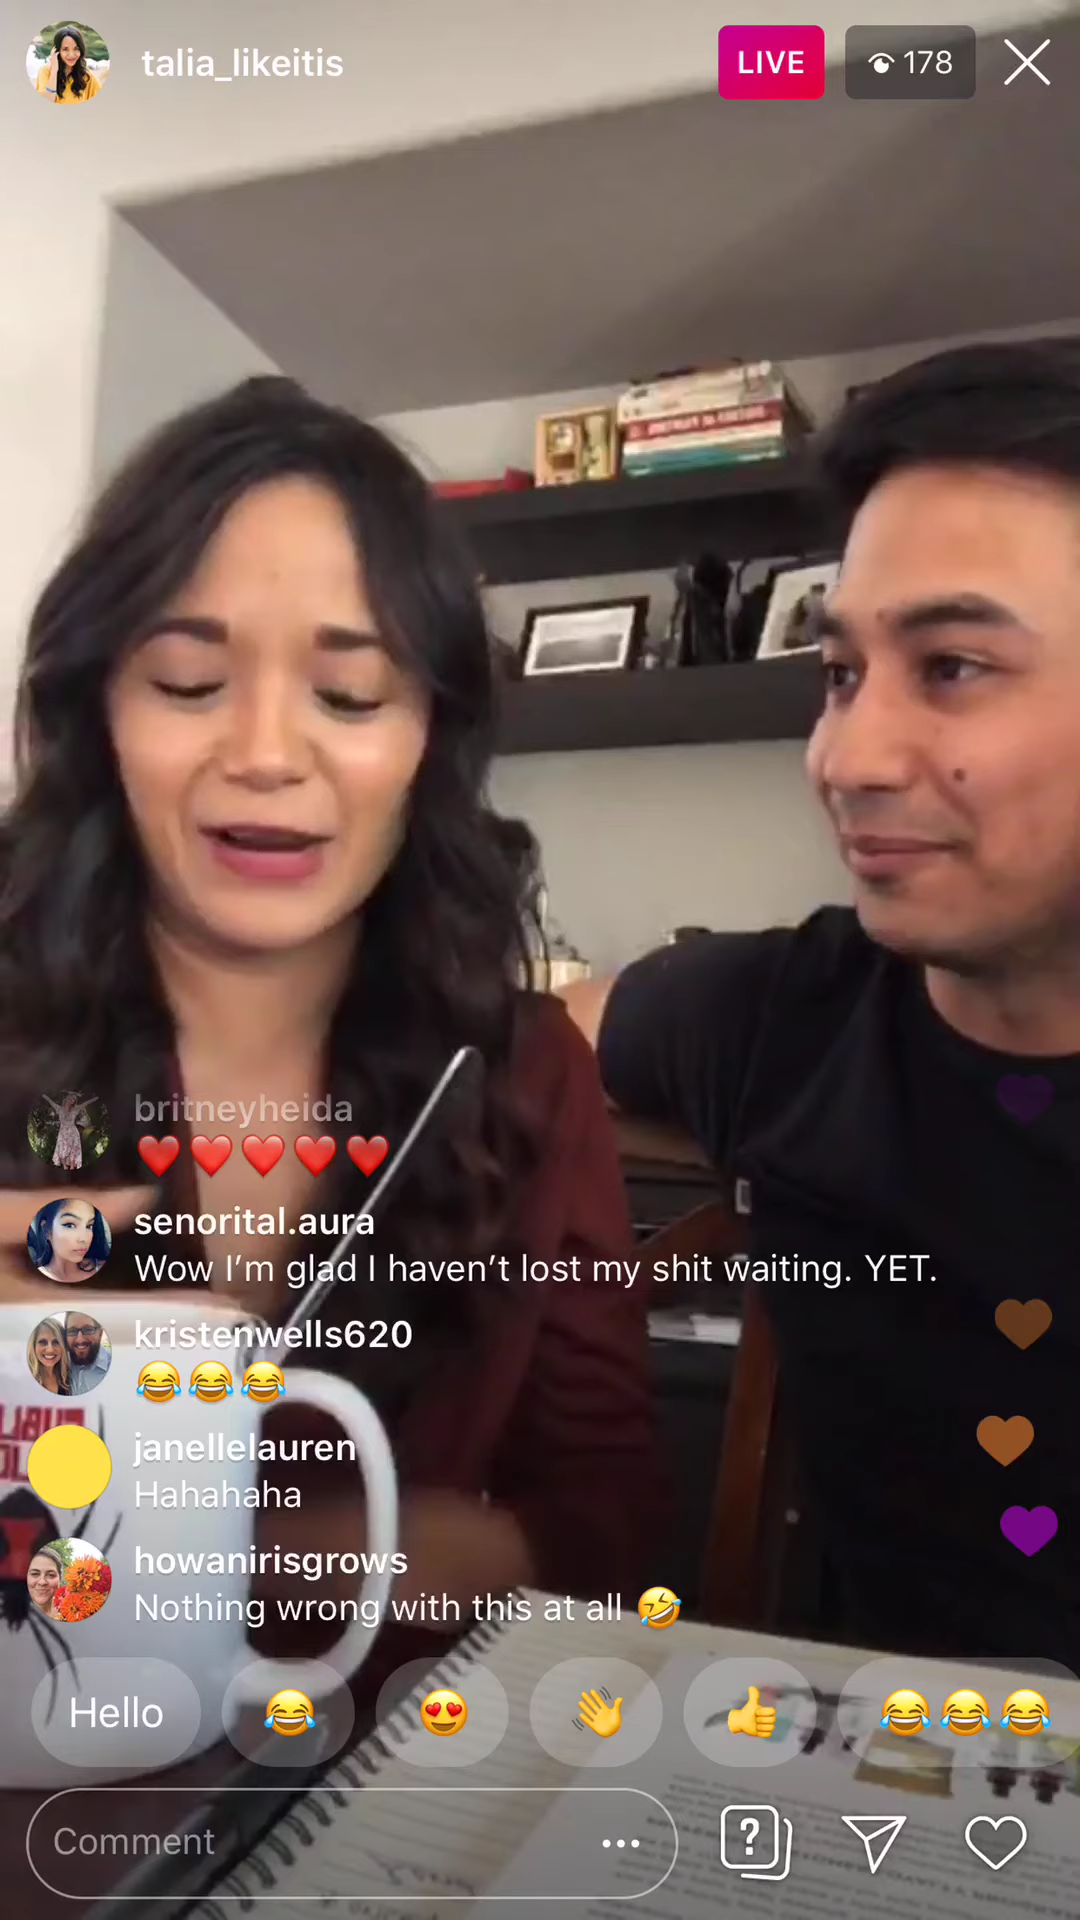 talia_likeitis
LIVE
178
britneyheida
❤️❤️❤️❤️❤️
senorital.aura
Wow I’m glad I haven’t lost my shit waiting. YET.
kristenwells620
😂😂😂
janellelauren
Hahahaha
howanirisgrows
Nothing wrong with this at all 🤣
Hello 😂 😍 👋 👍 😂😂😂
Comment